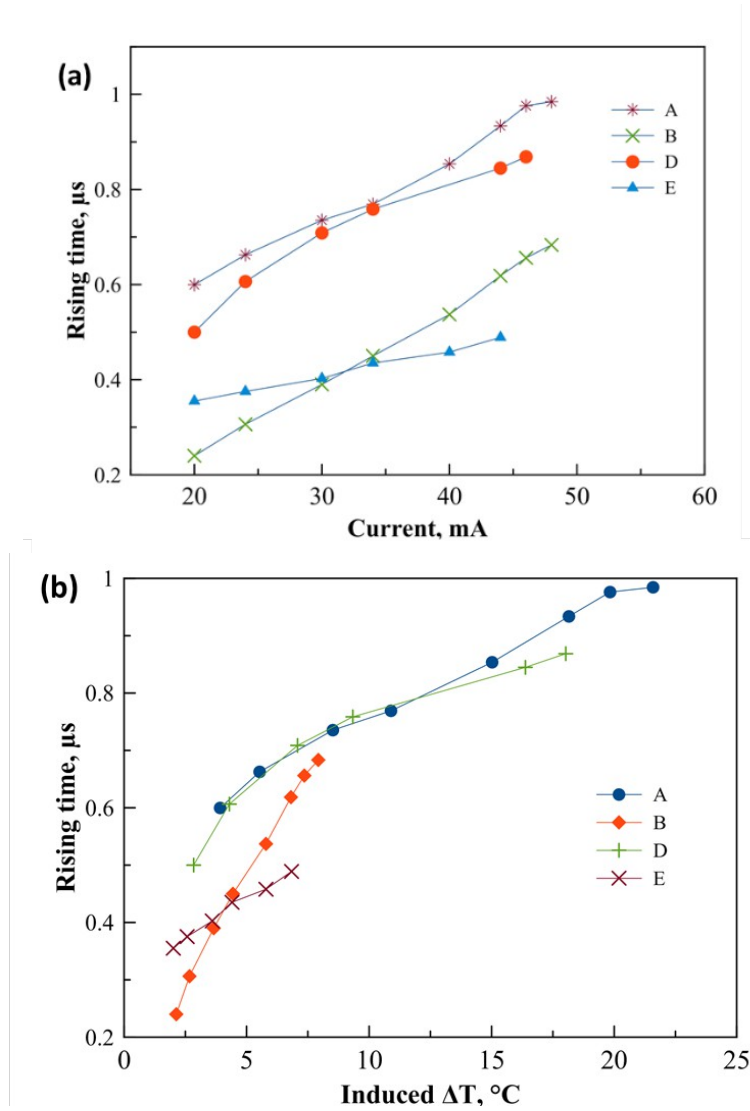 (a)
1
0.8
0.6
0.4
0.2
Rising time, µs
A
B
D
E
20
30
40
50
60
Current, mA
(b)
1
0.8
0.6
0.4
0.2
Rising time, µs
A
B
D
E
0
5
10
15
20
25
Induced ΔT, °C